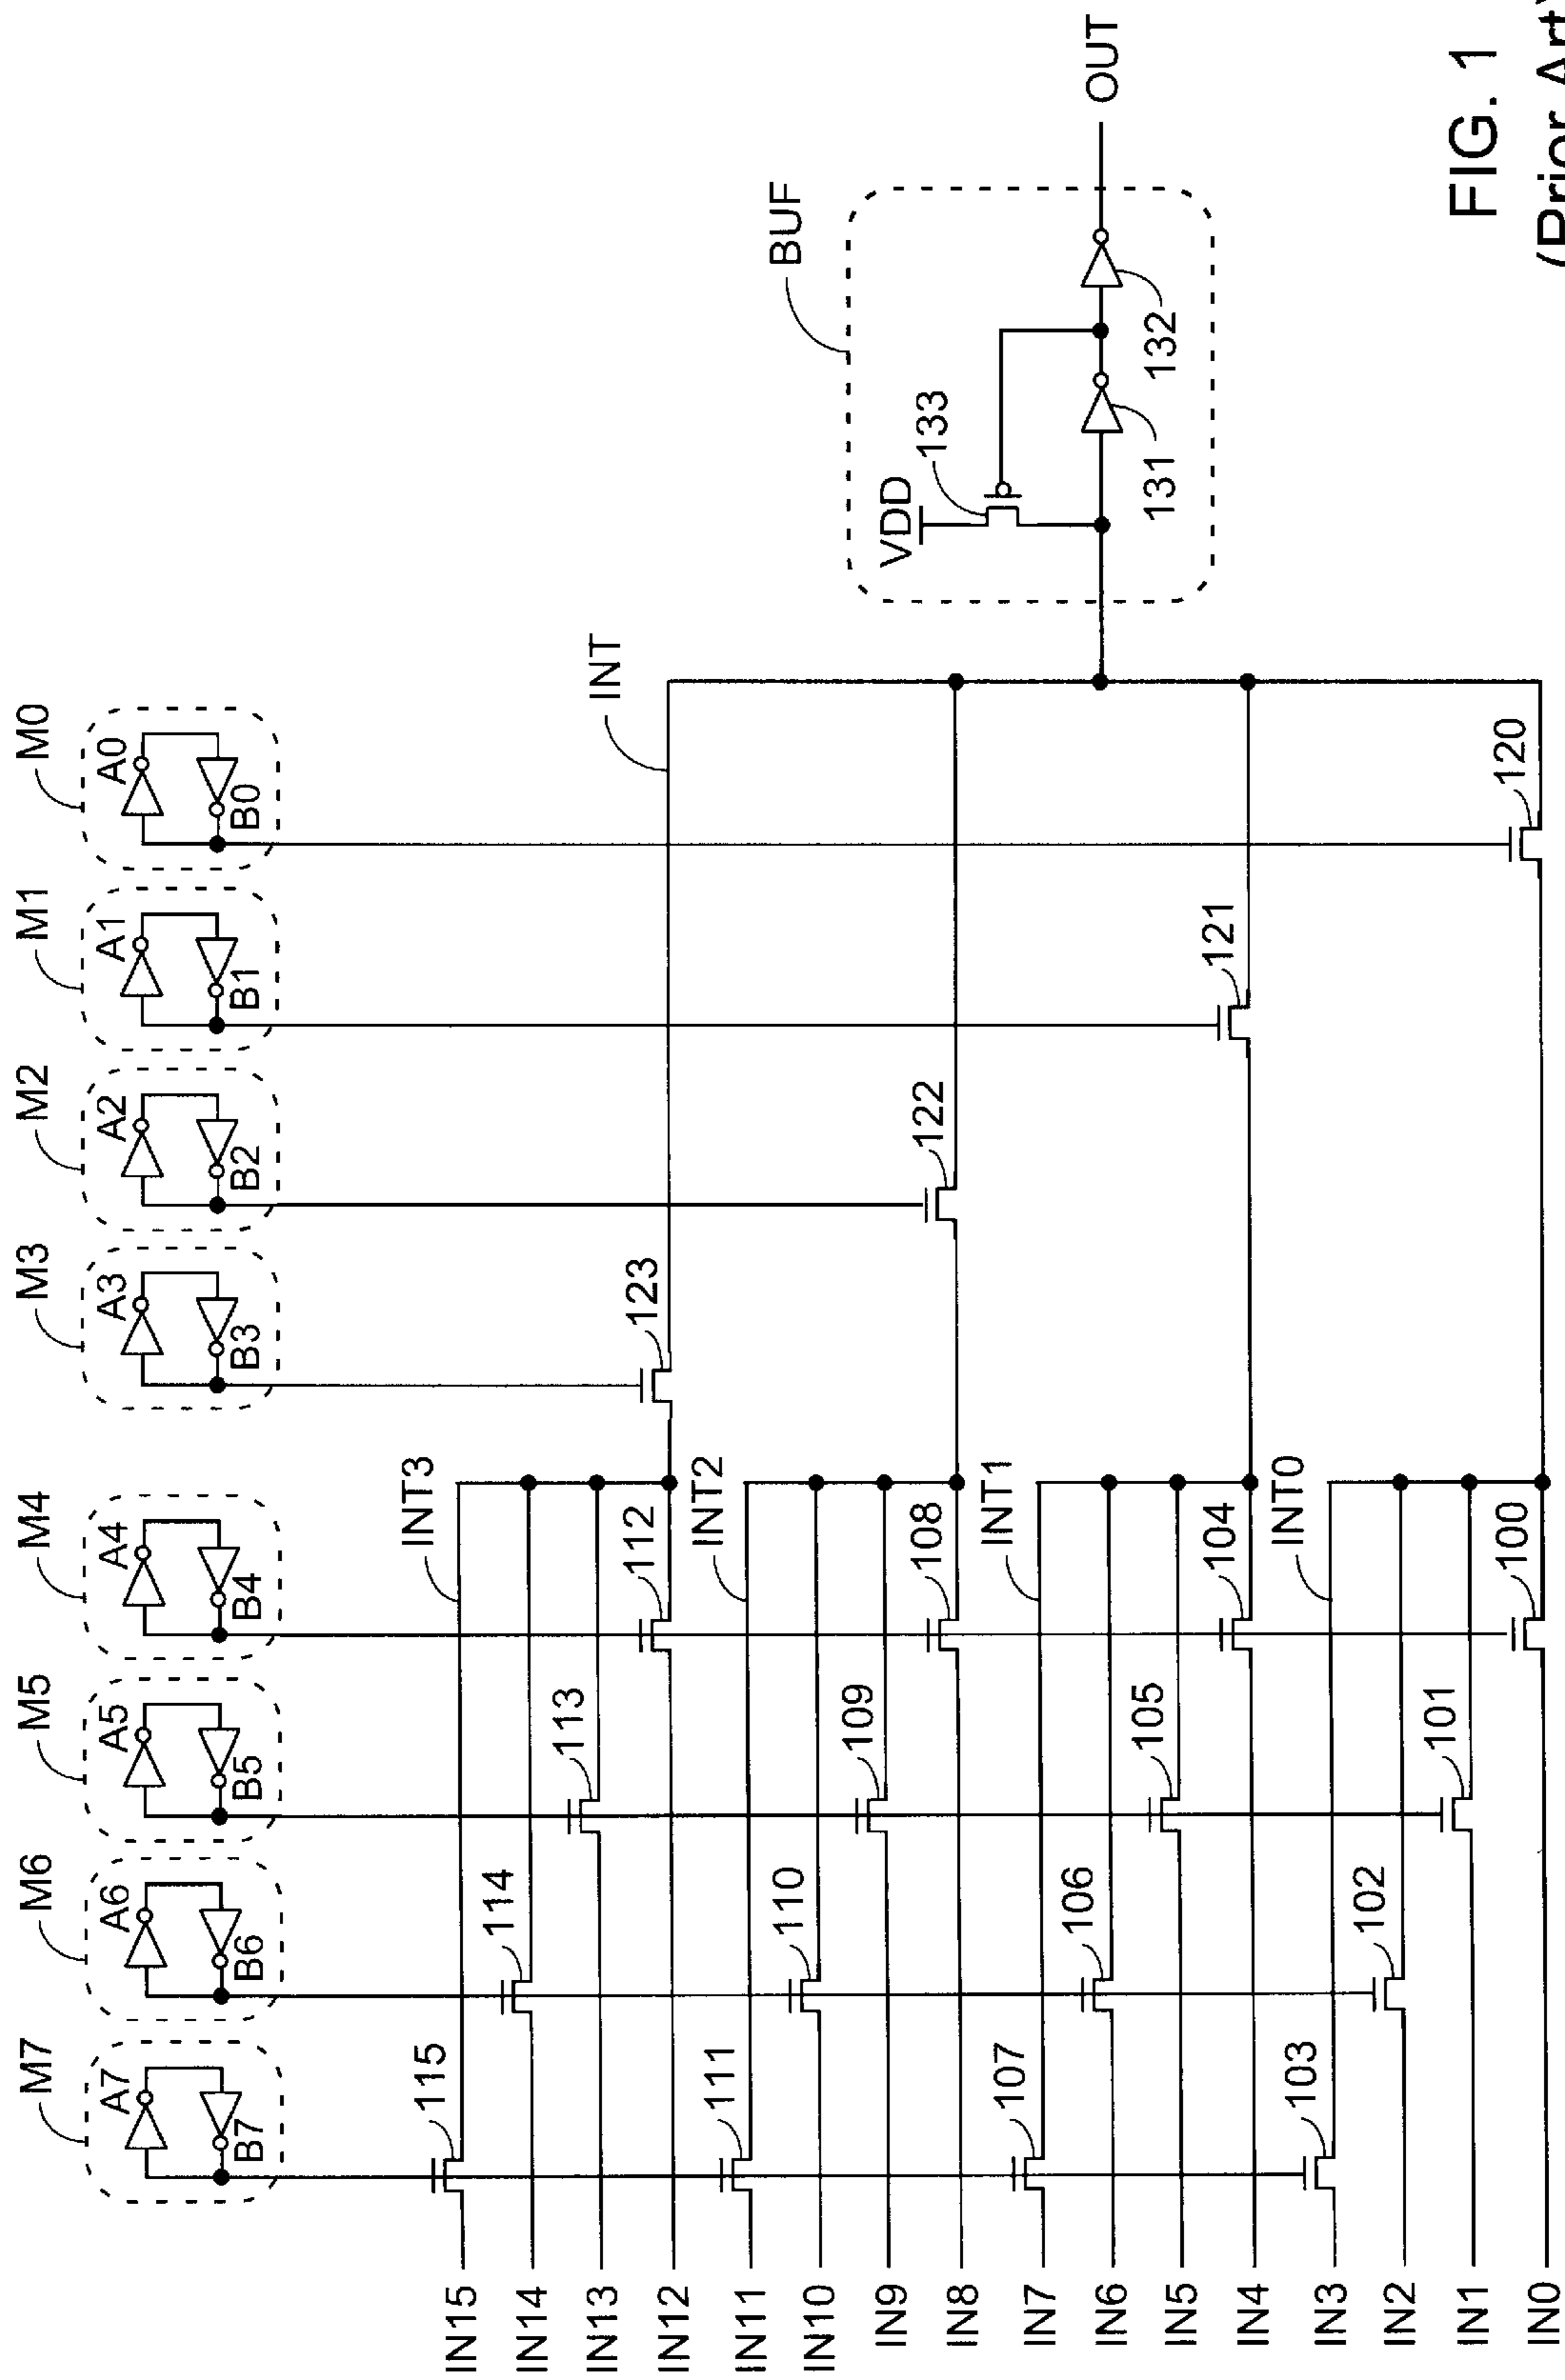 M7
A7
B7
M6
A6
B6
M5
A5
B5
M4
A4
B4
M3
A3
B3
M2
A2
B2
M1
A1
B1
M0
A0
B0
IN15
115
INT3
IN14
114
IN13
113
IN12
112
123
INT
IN11
111
INT2
IN10
110
IN9
109
IN8
108
122
IN7
107
INT1
IN6
106
IN5
105
IN4
104
121
IN3
103
INT0
IN2
102
IN1
101
IN0
100
120
BUF
VDD
133
131
132
OUT
FIG. 1
(Prior Art)